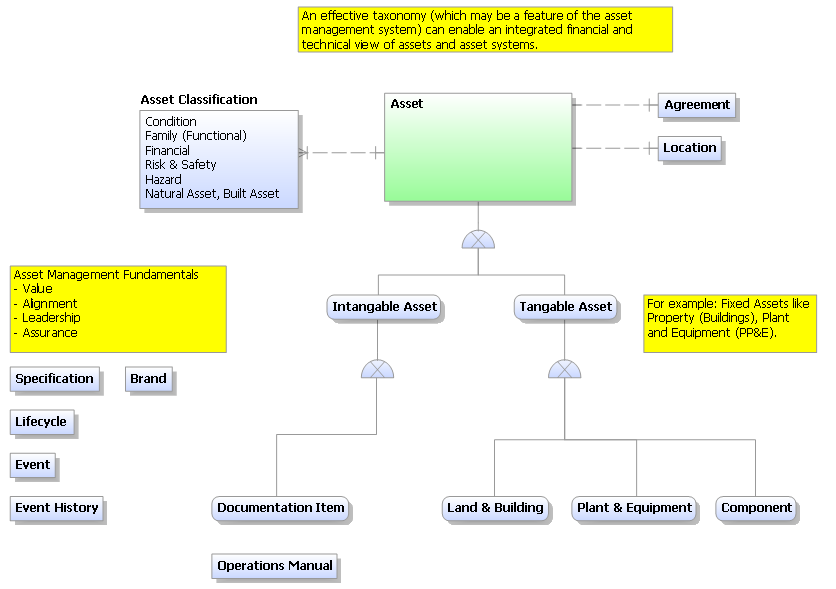 An effective taxonomy (which may be a feature of the asset
management system) can enable an integrated financial and
technical view of assets and asset systems.
Asset Classification
Condition
Family (Functional)
Financial
Risk & Safety
Hazard
Natural Asset, Built Asset
Asset
Agreement
Location
Asset Management Fundamentals
- Value
- Alignment
- Leadership
- Assurance
Intangable Asset
Tangable Asset
For example: Fixed Assets like
Property (Buildings), Plant
and Equipment (PP&E).
Specification
Brand
Lifecycle
Event
Event History
Documentation Item
Land & Building
Plant & Equipment
Component
Operations Manual